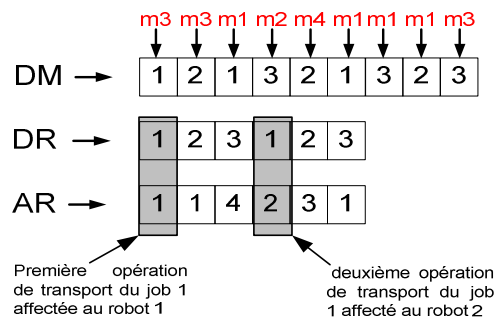 m3 m3 m1 m2 m4 m1 m1 m1 m3
DM 1 2 1 3 2 1 3 2 3
DR 1 2 3 1 2 3
AR 1 1 4 2 3 1
Première opération
de transport du job 1
affectée au robot 1
deuxième opération
de transport du job
1 affecté au robot 2